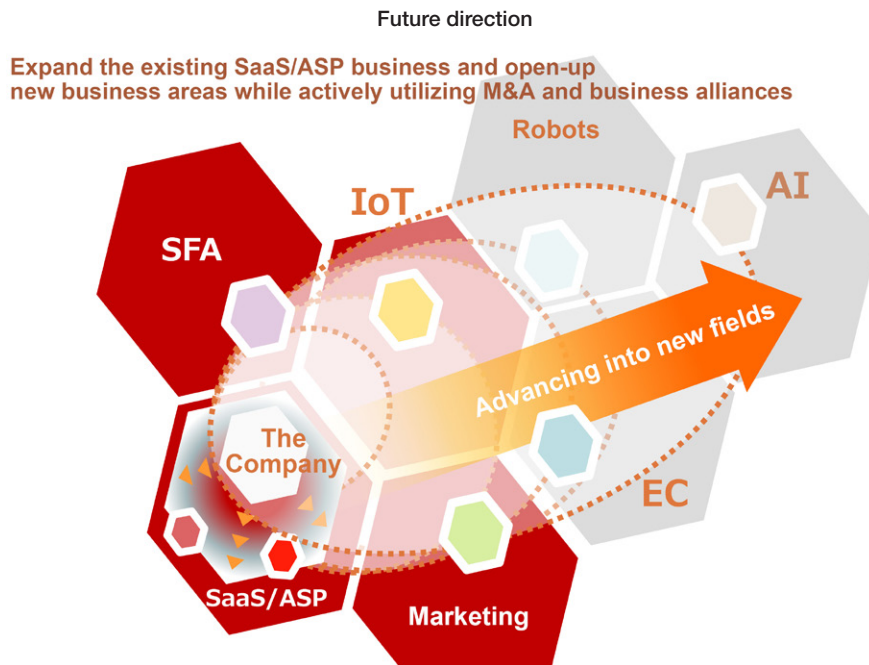 Future direction
Expand the existing SaaS/ASP business and open-up
new business areas while actively utilizing M&A and business alliances
Robots
AI
IoT
SFA
Advancing into new fields
The
Company
EC
SaaS/ASP
Marketing